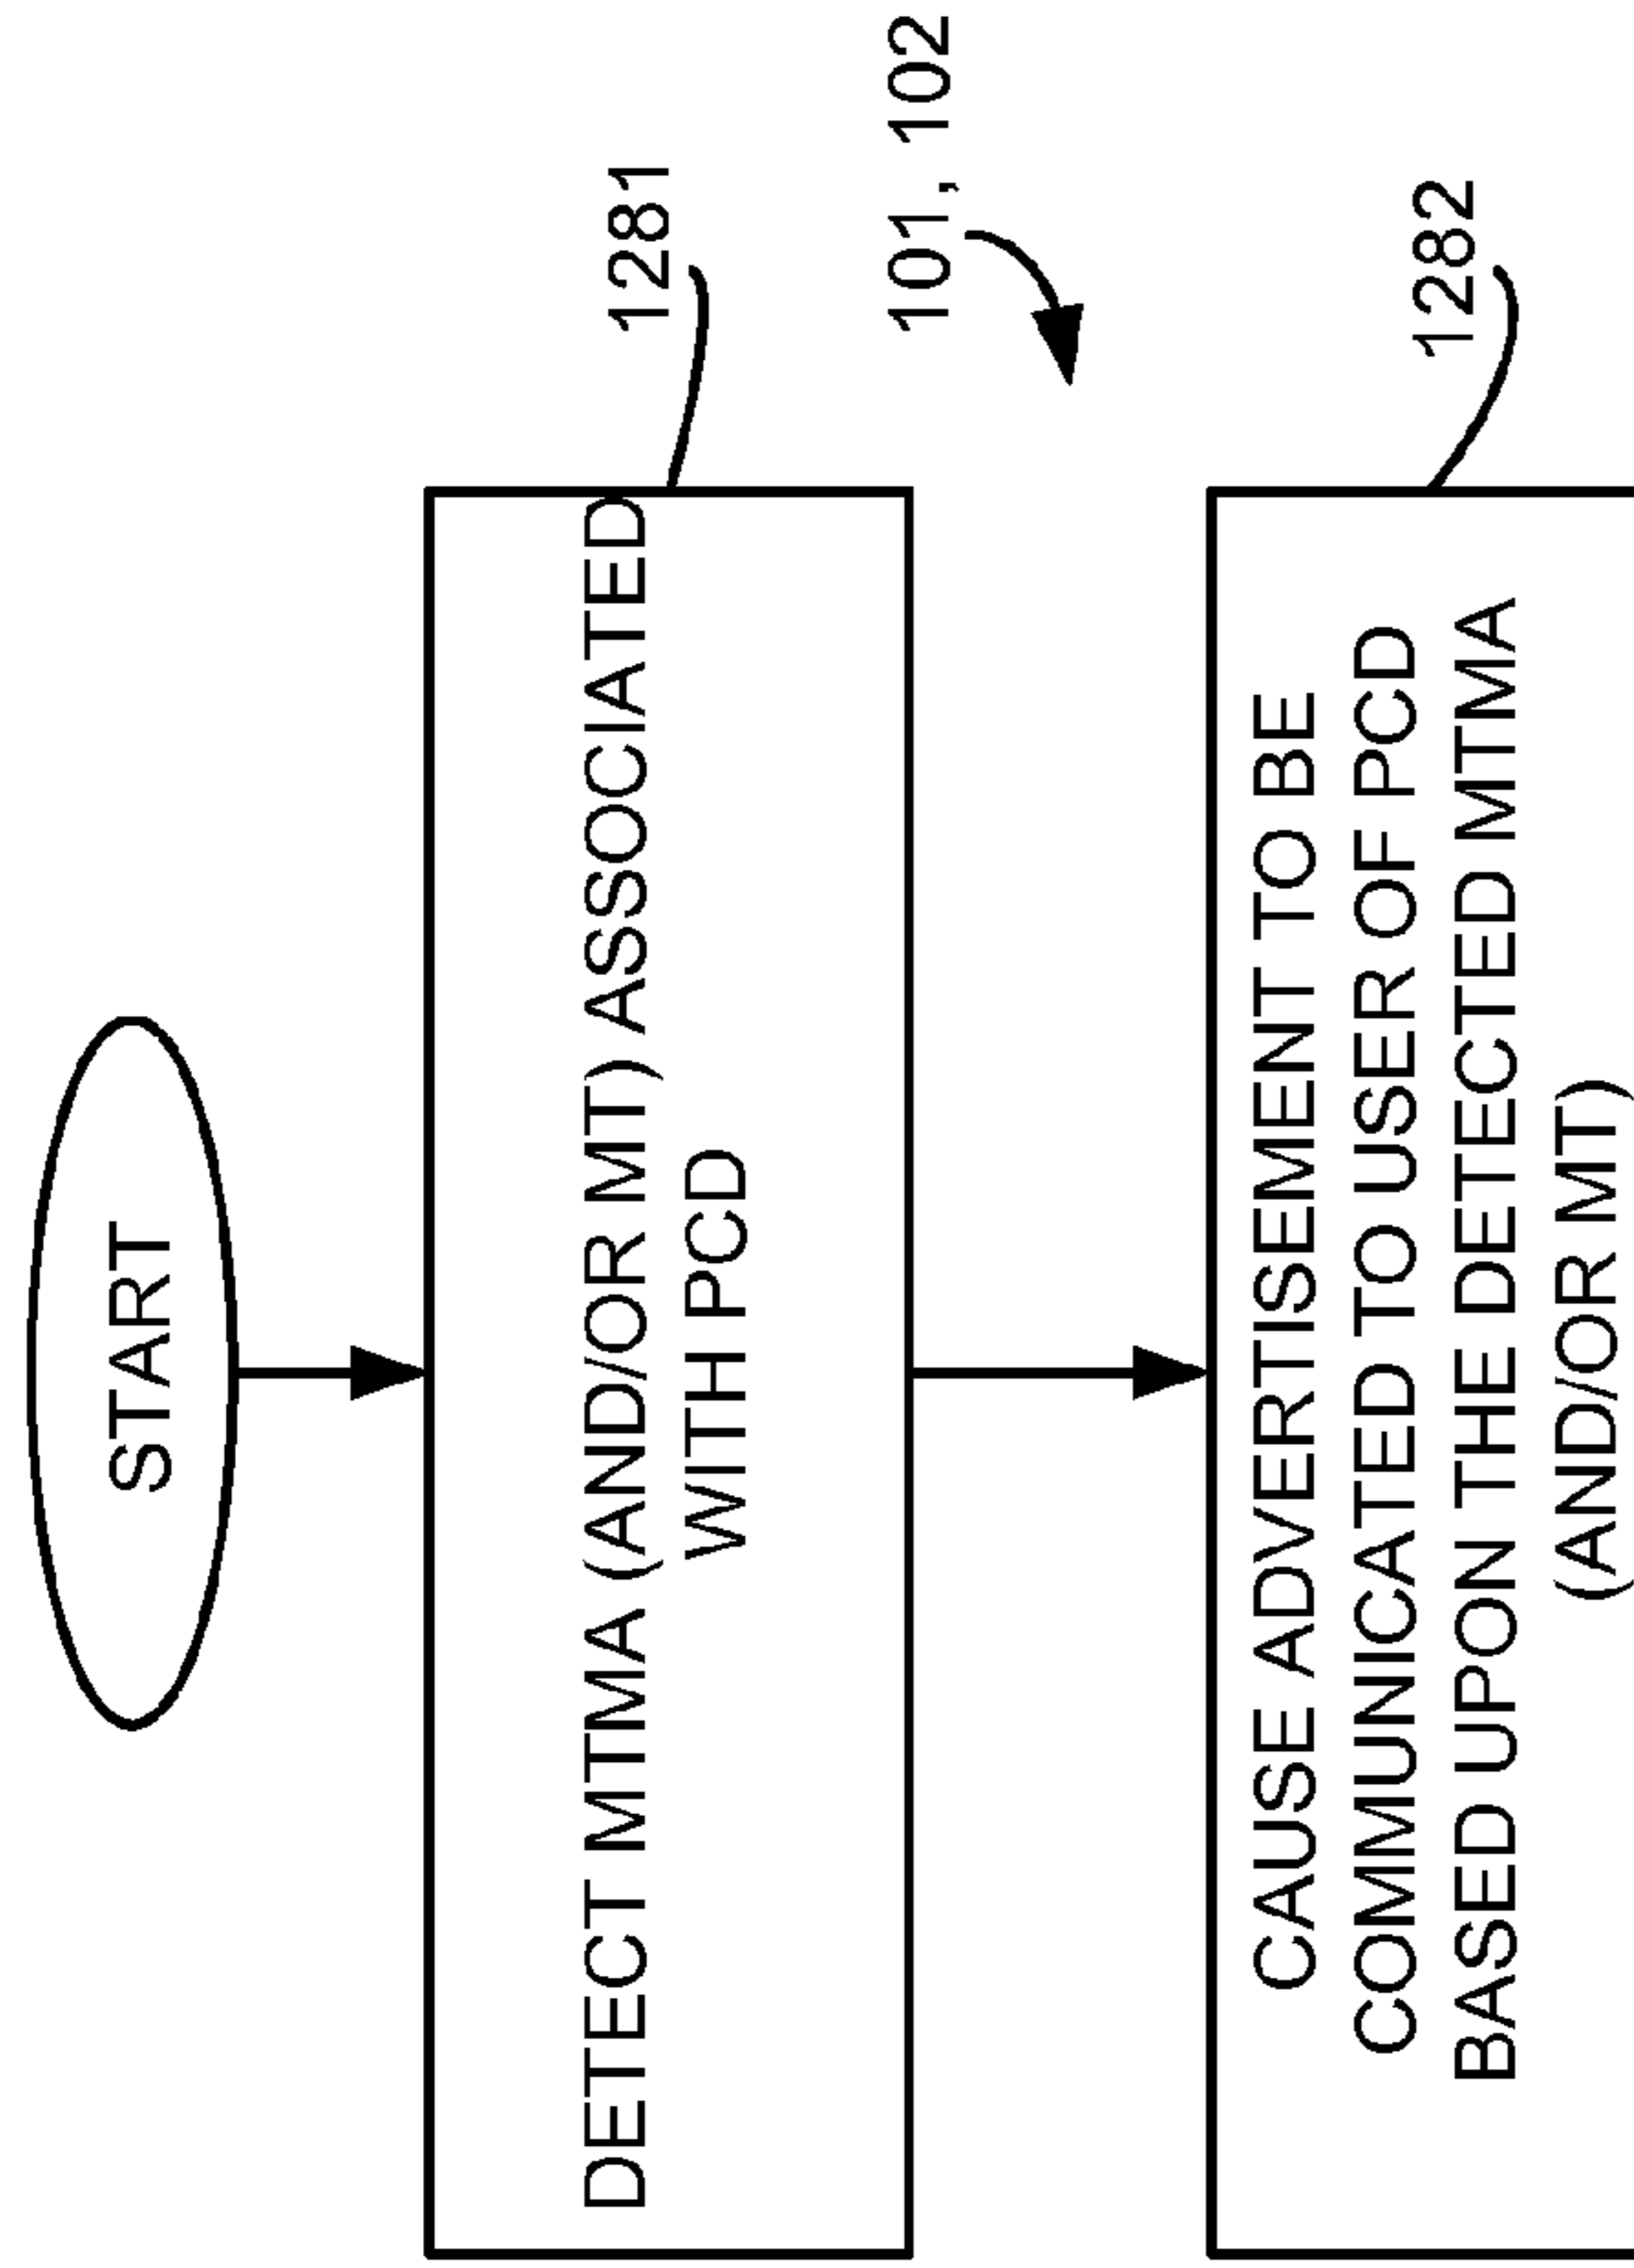 START
1281
DETECT MTMA (AND/OR MT) ASSOCIATED
WITH PCD
101, 102
1282
CAUSE ADVERTISEMENT TO BE
COMMUNICATED TO USER OF PCD
BASED UPON THE DETECTED MTMA
(AND/OR MT)